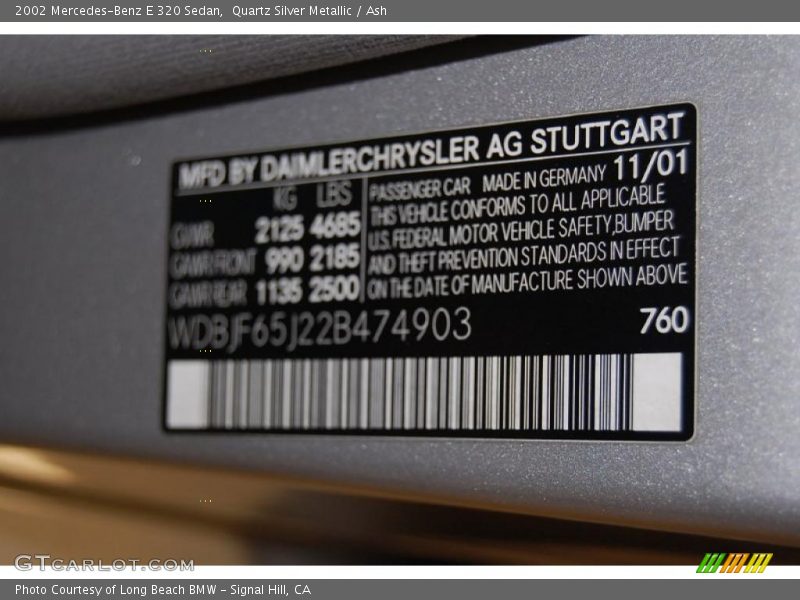 2002 Mercedes-Benz E 320 Sedan,  Quartz Silver Metallic / Ash
MFD BY DAIMLERCHRYSLER AG STUTTGART
KG LBS
GVWR 2125 4685
GAWR FRONT 990 2185
GAWR REAR 1135 2500
PASSENGER CAR MADE IN GERMANY 11/01
THIS VEHICLE CONFORMS TO ALL APPLICABLE
U.S. FEDERAL MOTOR VEHICLE SAFETY, BUMPER
AND THEFT PREVENTION STANDARDS IN EFFECT
ON THE DATE OF MANUFACTURE SHOWN ABOVE
WDBJF65J22B474903 760
GTcarlot.com
Photo Courtesy of Long Beach BMW - Signal Hill, CA